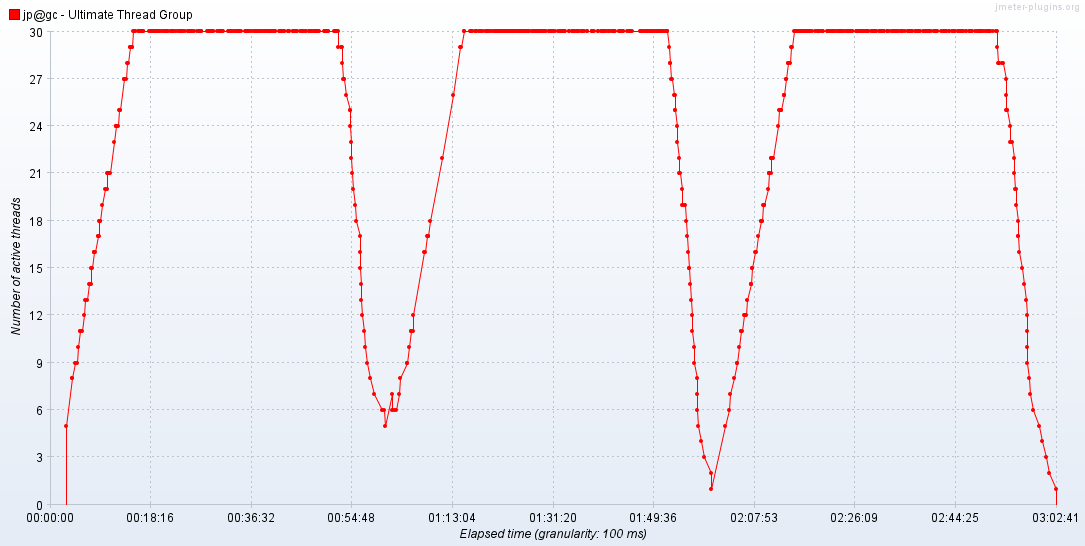 jp@gc - Ultimate Thread Group
jmeter-plugins.org
30
27
24
21
18
15
12
9
6
3
0
Number of active threads
00:00:00 00:18:16 00:36:32 00:54:48 01:13:04 01:31:20 01:49:36 02:07:53 02:26:09 02:44:25 03:02:41
Elapsed time (granularity: 100 ms)